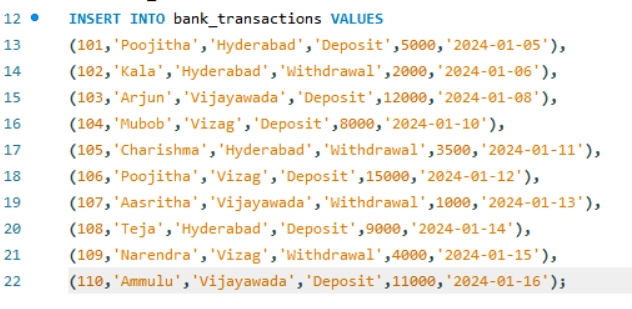 12 INSERT INTO bank_transactions VALUES
13 (101,'Poojitha','Hyderabad','Deposit',5000,'2024-01-05'),
14 (102,'Kala','Hyderabad','Withdrawal',2000,'2024-01-06'),
15 (103,'Arjun','Vijayawada','Deposit',12000,'2024-01-08'),
16 (104,'Mubob','Vizag','Deposit',8000,'2024-01-10'),
17 (105,'Charishma','Hyderabad','Withdrawal',3500,'2024-01-11'),
18 (106,'Poojitha','Vizag','Deposit',15000,'2024-01-12'),
19 (107,'Aasritha','Vijayawada','Withdrawal',1000,'2024-01-13'),
20 (108,'Teja','Hyderabad','Deposit',9000,'2024-01-14'),
21 (109,'Narendra','Vizag','Withdrawal',4000,'2024-01-15'),
22 (110,'Ammulu','Vijayawada','Deposit',11000,'2024-01-16');